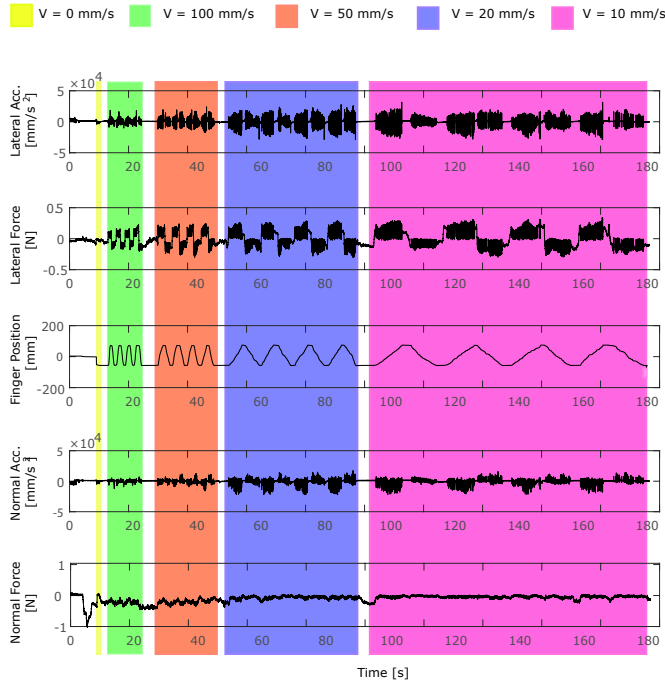 V = 0 mm/s V = 100 mm/s V = 50 mm/s V = 20 mm/s V = 10 mm/s
×10⁴
Lateral Acc.
[mm/s ²]
5
0
-5
0 20 40 60 80 100 120 140 160 180
Lateral Force
[N]
0.5
0
-0.5
0 20 40 60 80 100 120 140 160 180
Finger Position
[mm]
200
0
-200
0 20 40 60 80 100 120 140 160 180
×10⁴
Normal Acc.
[mm/s ²]
5
0
-5
0 20 40 60 80 100 120 140 160 180
Normal Force
[N]
1
0
-1
0 20 40 60 80 100 120 140 160 180
Time [s]